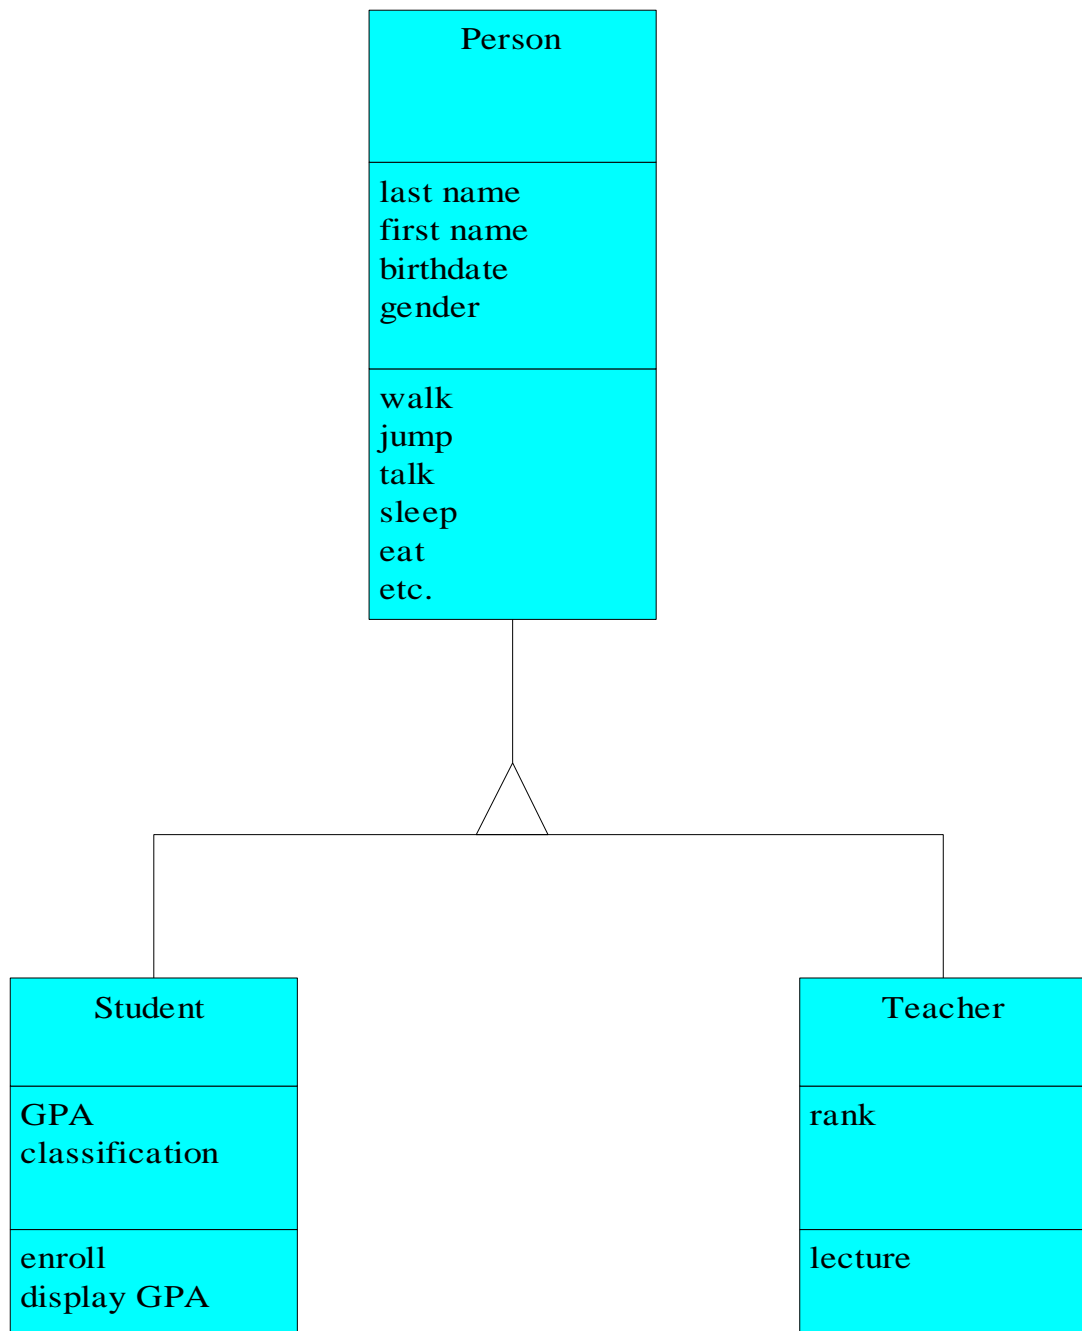 Person
last name
first name
birthdate
gender
walk
jump
talk
sleep
eat
etc.
Student
GPA
classification
enroll
display GPA
Teacher
rank
lecture